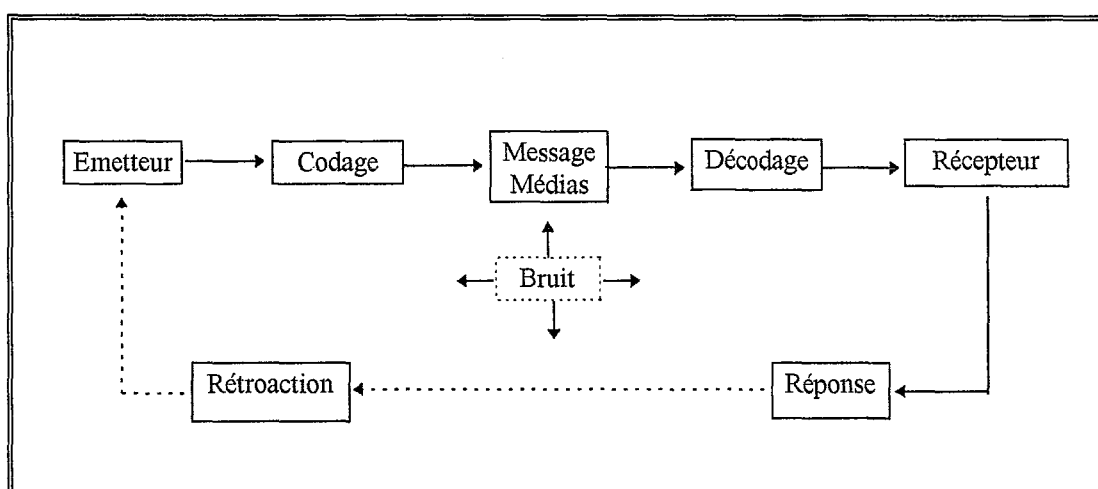 Emetteur
Codage
Message
Médias
Décodage
Récepteur
Bruit
Rétroaction
Réponse